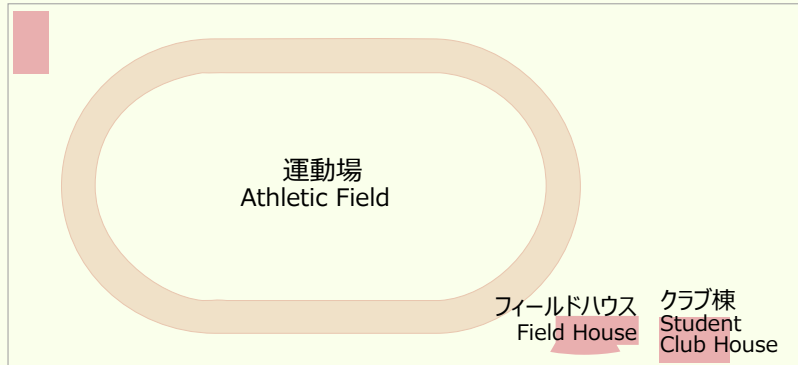 運動場
Athletic Field
フィールドハウス
Field House
クラブ棟
Student
Club House